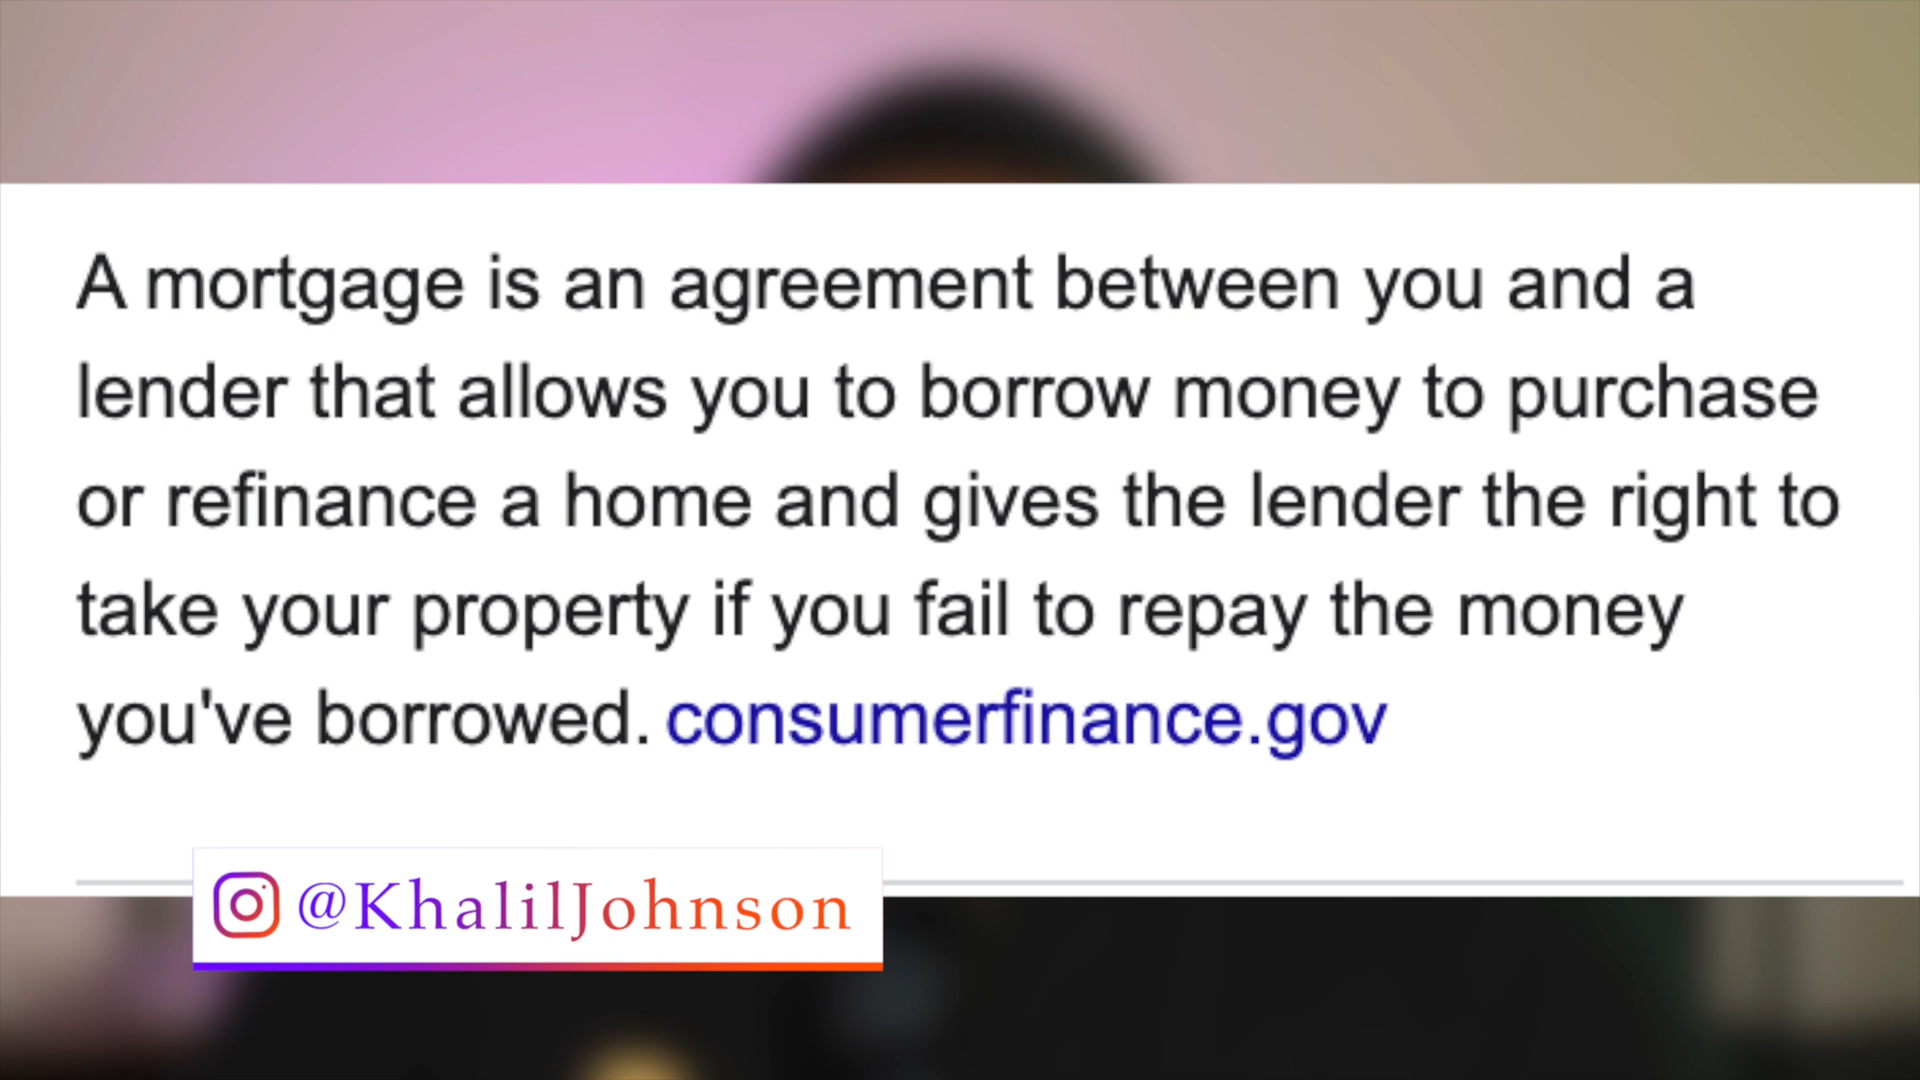 A mortgage is an agreement between you and a
lender that allows you to borrow money to purchase
or refinance a home and gives the lender the right to
take your property if you fail to repay the money
you've borrowed. consumerfinance.gov
@KhalilJohnson